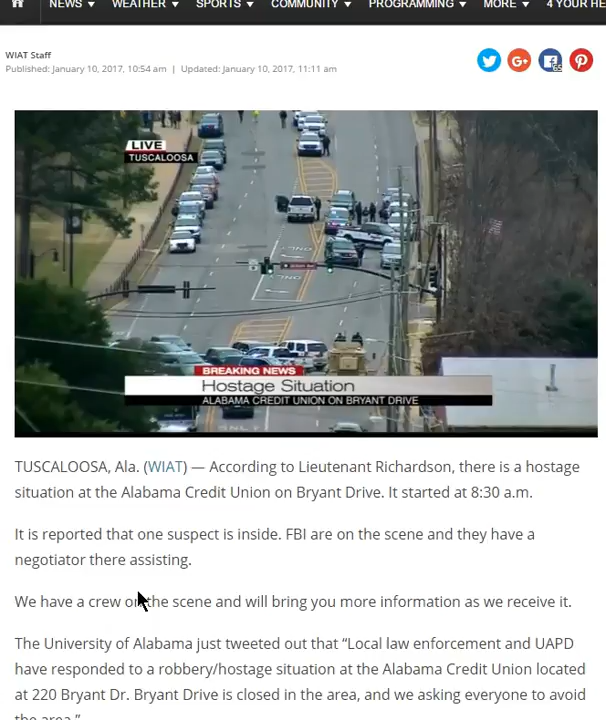 NEWS WEATHER SPORTS COMMUNITY PROGRAMMING MORE 4 YOUR HE
WIAT Staff
Published: January 10, 2017, 10:54 am | Updated: January 10, 2017, 11:11 am
LIVE
TUSCALOOSA
BREAKING NEWS
Hostage Situation
ALABAMA CREDIT UNION ON BRYANT DRIVE
TUSCALOOSA, Ala. (WIAT) — According to Lieutenant Richardson, there is a hostage
situation at the Alabama Credit Union on Bryant Drive. It started at 8:30 a.m.
It is reported that one suspect is inside. FBI are on the scene and they have a
negotiator there assisting.
We have a crew on the scene and will bring you more information as we receive it.
The University of Alabama just tweeted out that “Local law enforcement and UAPD
have responded to a robbery/hostage situation at the Alabama Credit Union located
at 220 Bryant Dr. Bryant Drive is closed in the area, and we asking everyone to avoid
the area.”